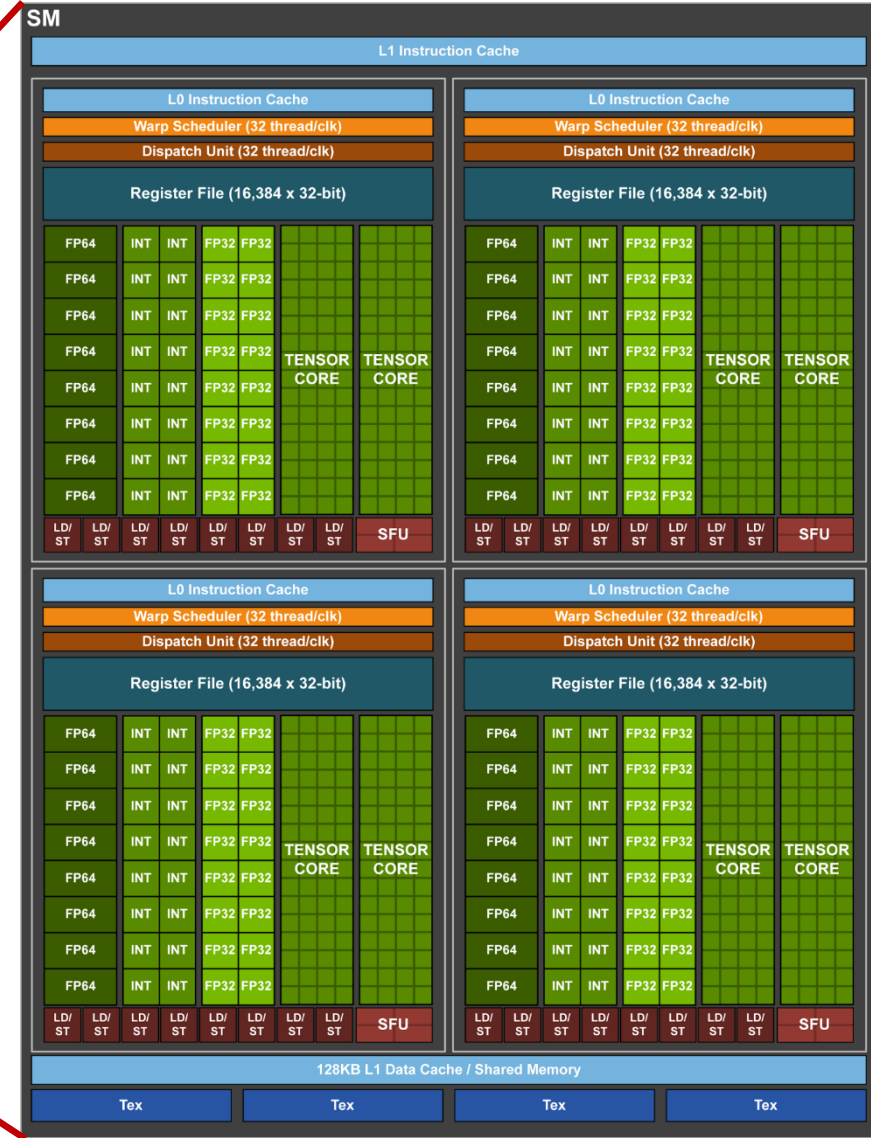 SM
L1 Instruction Cache
L0 Instruction Cache
Warp Scheduler (32 thread/clk)
Dispatch Unit (32 thread/clk)
Register File (16,384 x 32-bit)
FP64 INT INT FP32 FP32
FP64 INT INT FP32 FP32
FP64 INT INT FP32 FP32
FP64 INT INT FP32 FP32
FP64 INT INT FP32 FP32
FP64 INT INT FP32 FP32
FP64 INT INT FP32 FP32
FP64 INT INT FP32 FP32
TENSOR TENSOR
CORE CORE
LD/ LD/ LD/ LD/ LD/ LD/ LD/ LD/
ST ST ST ST ST ST ST ST
SFU
L0 Instruction Cache
Warp Scheduler (32 thread/clk)
Dispatch Unit (32 thread/clk)
Register File (16,384 x 32-bit)
FP64 INT INT FP32 FP32
FP64 INT INT FP32 FP32
FP64 INT INT FP32 FP32
FP64 INT INT FP32 FP32
FP64 INT INT FP32 FP32
FP64 INT INT FP32 FP32
FP64 INT INT FP32 FP32
FP64 INT INT FP32 FP32
TENSOR TENSOR
CORE CORE
LD/ LD/ LD/ LD/ LD/ LD/ LD/ LD/
ST ST ST ST ST ST ST ST
SFU
L0 Instruction Cache
Warp Scheduler (32 thread/clk)
Dispatch Unit (32 thread/clk)
Register File (16,384 x 32-bit)
FP64 INT INT FP32 FP32
FP64 INT INT FP32 FP32
FP64 INT INT FP32 FP32
FP64 INT INT FP32 FP32
FP64 INT INT FP32 FP32
FP64 INT INT FP32 FP32
FP64 INT INT FP32 FP32
FP64 INT INT FP32 FP32
TENSOR TENSOR
CORE CORE
LD/ LD/ LD/ LD/ LD/ LD/ LD/ LD/
ST ST ST ST ST ST ST ST
SFU
L0 Instruction Cache
Warp Scheduler (32 thread/clk)
Dispatch Unit (32 thread/clk)
Register File (16,384 x 32-bit)
FP64 INT INT FP32 FP32
FP64 INT INT FP32 FP32
FP64 INT INT FP32 FP32
FP64 INT INT FP32 FP32
FP64 INT INT FP32 FP32
FP64 INT INT FP32 FP32
FP64 INT INT FP32 FP32
FP64 INT INT FP32 FP32
TENSOR TENSOR
CORE CORE
LD/ LD/ LD/ LD/ LD/ LD/ LD/ LD/
ST ST ST ST ST ST ST ST
SFU
128KB L1 Data Cache / Shared Memory
Tex Tex Tex Tex